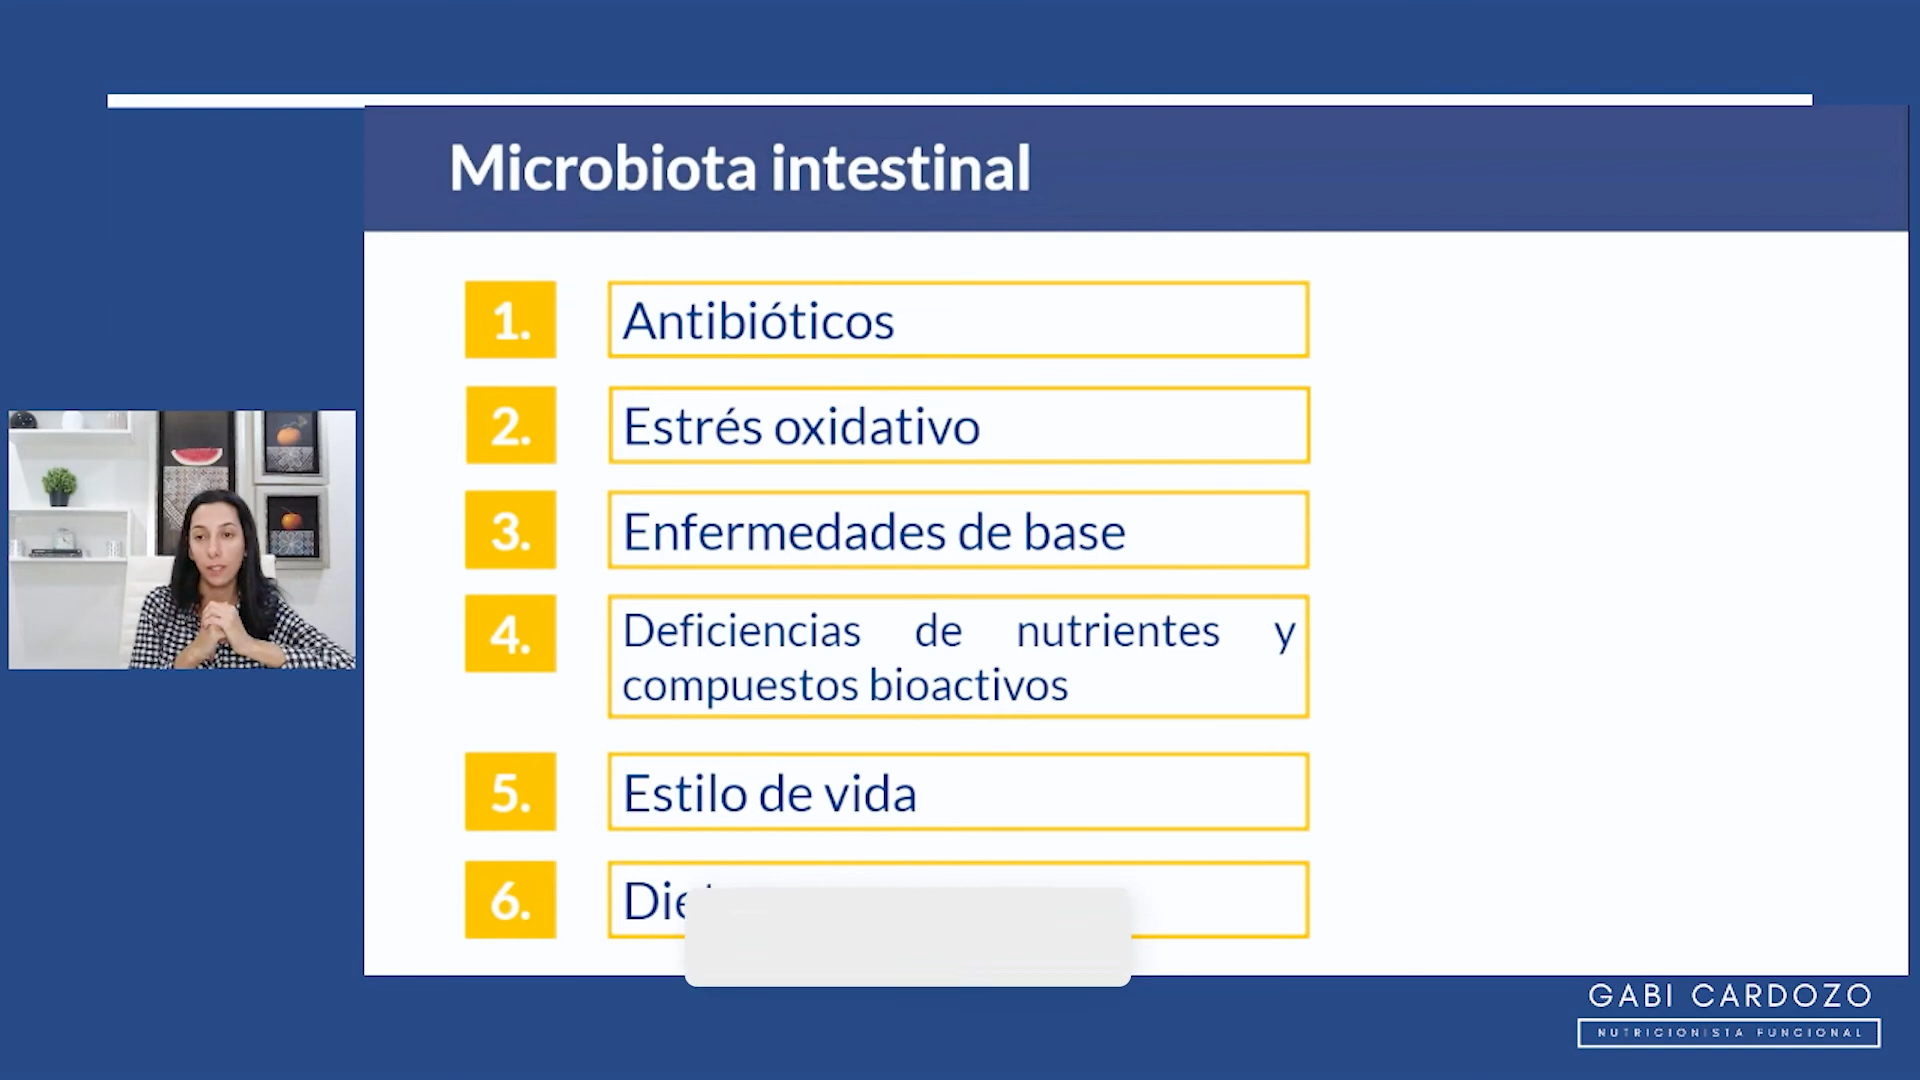 Microbiota intestinal
1. Antibióticos
2. Estrés oxidativo
3. Enfermedades de base
4. Deficiencias de nutrientes y
compuestos bioactivos
5. Estilo de vida
6.
GABI CARDOZO
NUTRICIONISTA FUNCIONAL